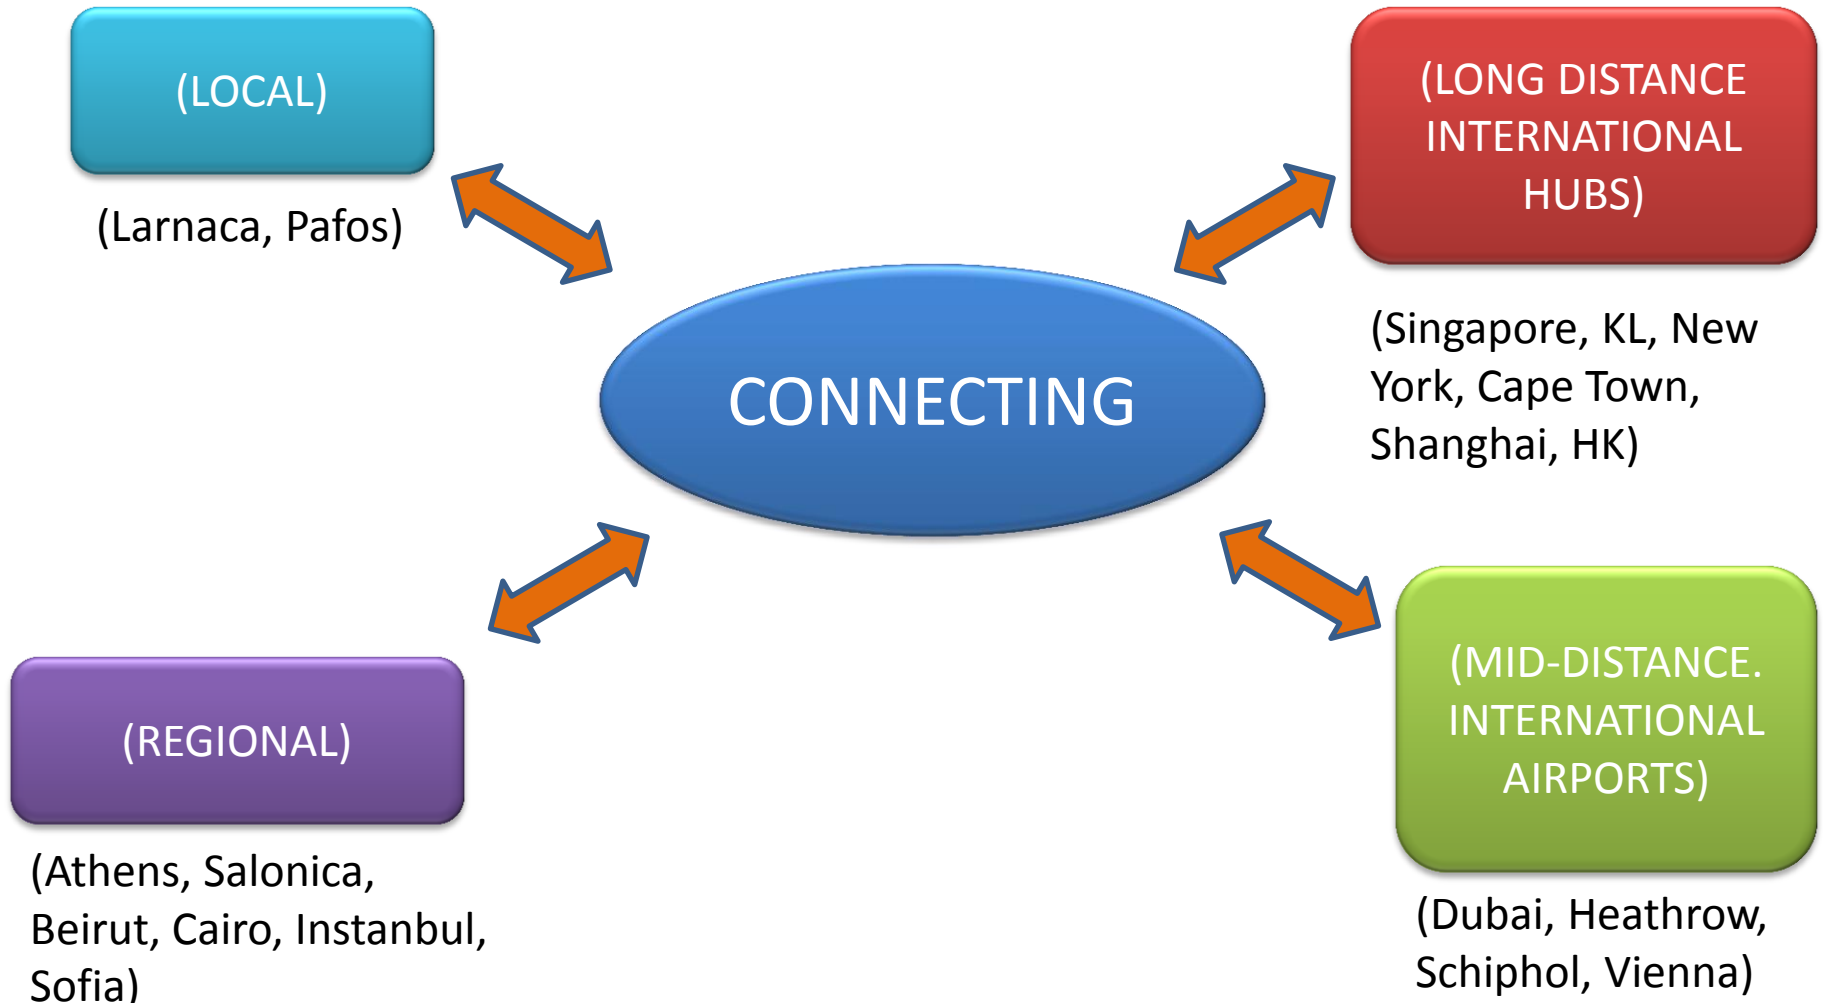 (LOCAL)
(Larnaca, Pafos)
(LONG DISTANCE
INTERNATIONAL
HUBS)
(Singapore, KL, New
York, Cape Town,
Shanghai, HK)
CONNECTING
(REGIONAL)
(Athens, Salonica,
Beirut, Cairo, Instanbul,
Sofia)
(MID-DISTANCE.
INTERNATIONAL
AIRPORTS)
(Dubai, Heathrow,
Schiphol, Vienna)